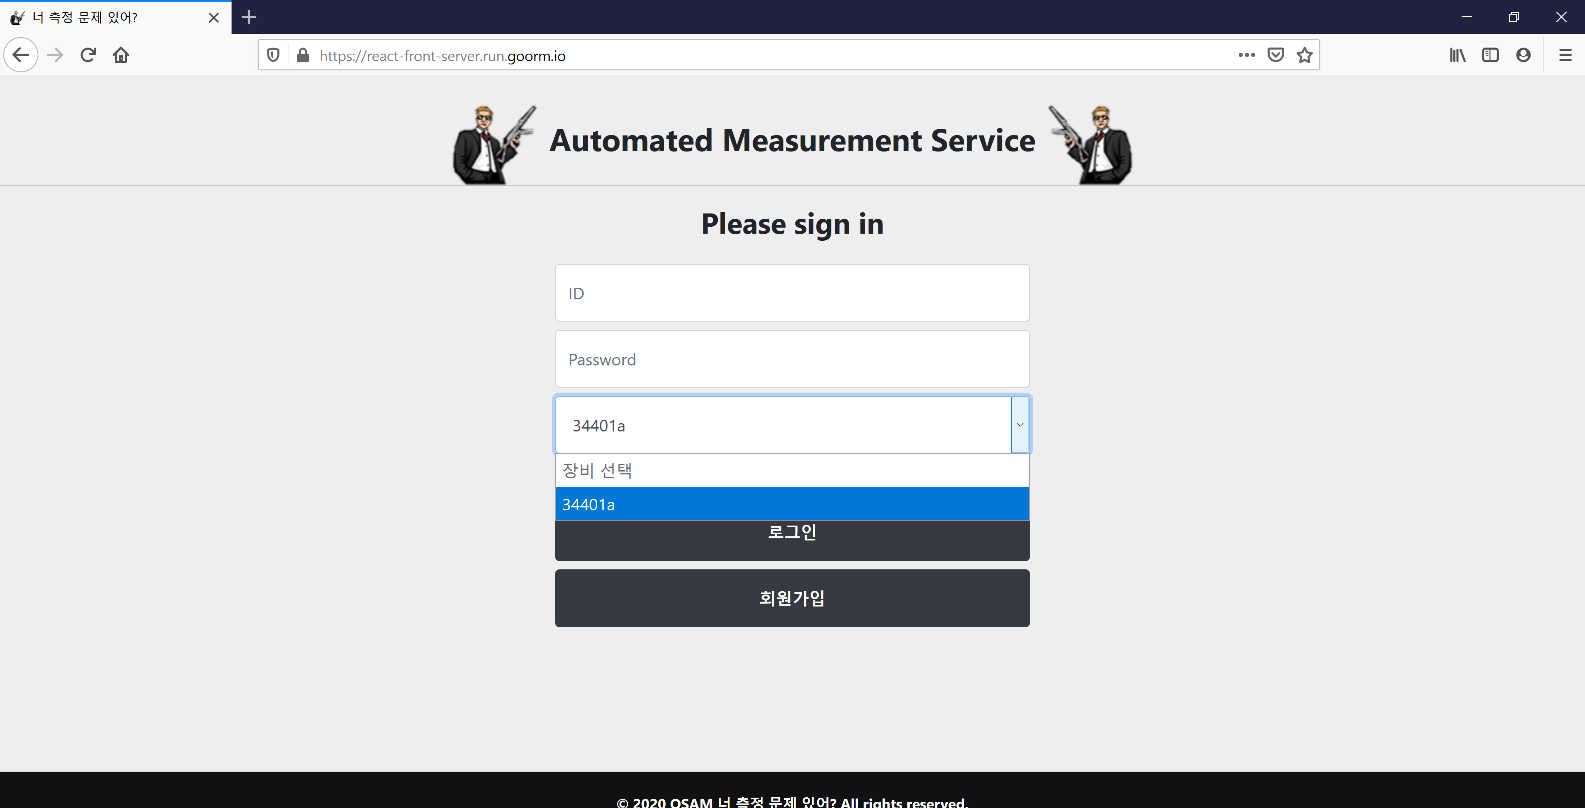 너 측정 문제 있어?
https://react-front-server.run.goorm.io
Automated Measurement Service
Please sign in
ID
Password
34401a
장비 선택
34401a
로그인
회원가입
© 2020 OSAM 너 측정 문제 있어? All rights reserved.